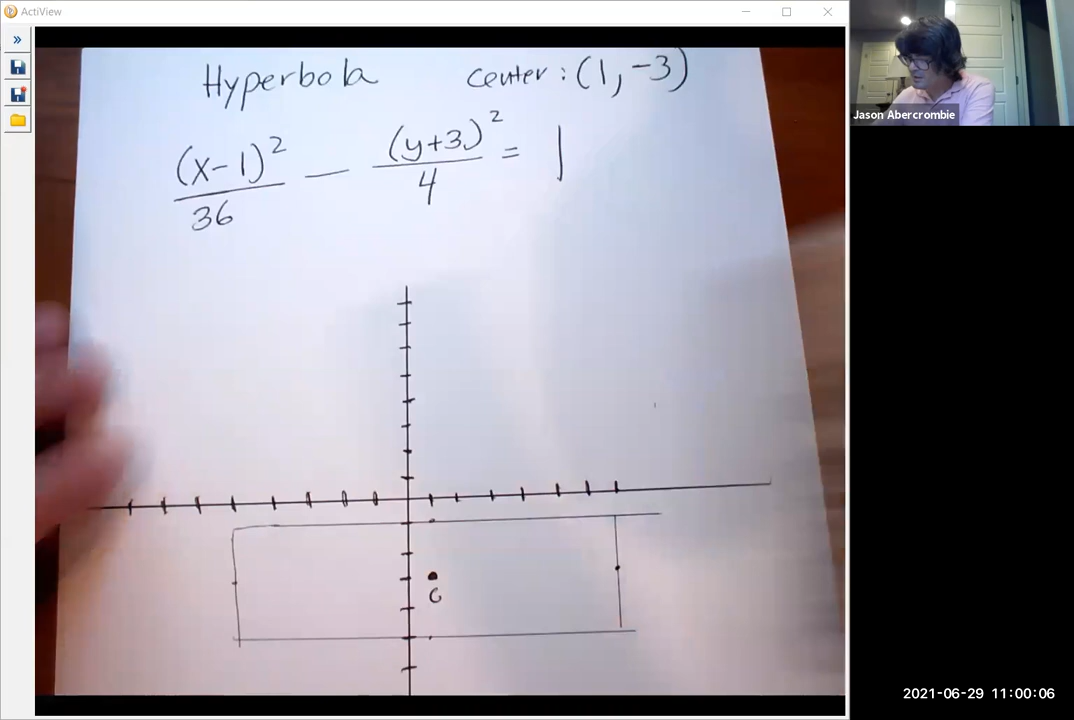 ActiView
Hyperbola center: (1, -3)
(x-1)²/36 — (y+3)²/4 = 1
C
Jason Abercrombie
2021-06-29 11:00:06